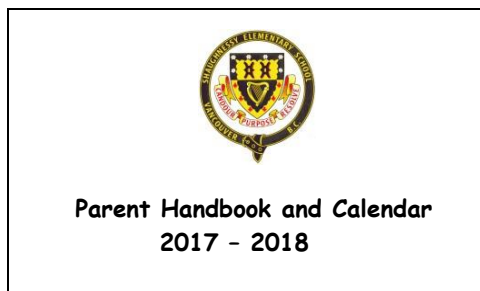 SHAUGHNESSY ELEMENTARY SCHOOL
CANDOUR PURPOSE RESOLVE
VANCOUVER B.C.
Parent Handbook and Calendar
2017 – 2018